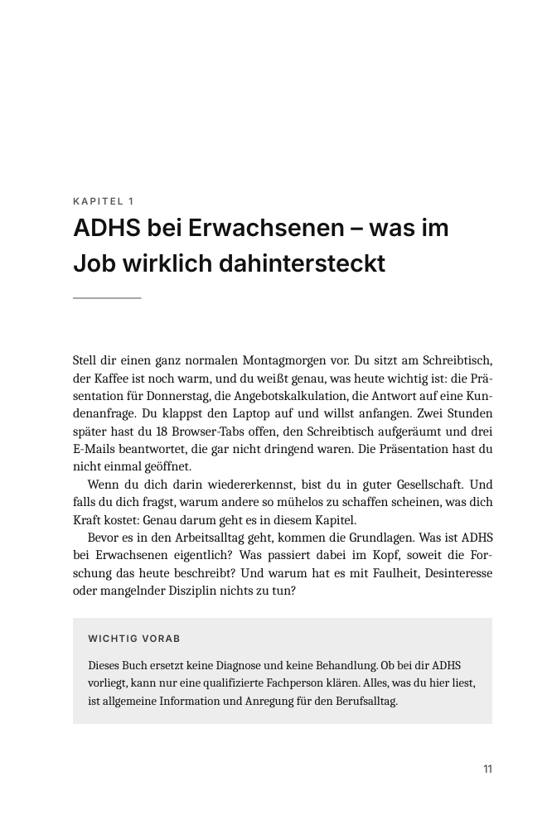 KAPITEL 1
ADHS bei Erwachsenen – was im
Job wirklich dahintersteckt
Stell dir einen ganz normalen Montagmorgen vor. Du sitzt am Schreibtisch,
der Kaffee ist noch warm, und du weißt genau, was heute wichtig ist: die Prä-
sentation für Donnerstag, die Angebotskalkulation, die Antwort auf eine Kun-
denanfrage. Du klappst den Laptop auf und willst anfangen. Zwei Stunden
später hast du 18 Browser-Tabs offen, den Schreibtisch aufgeräumt und drei
E-Mails beantwortet, die gar nicht dringend waren. Die Präsentation hast du
nicht einmal geöffnet.
Wenn du dich darin wiedererkennst, bist du in guter Gesellschaft. Und
falls du dich fragst, warum andere so mühelos zu schaffen scheinen, was dich
Kraft kostet: Genau darum geht es in diesem Kapitel.
Bevor es in den Arbeitsalltag geht, kommen die Grundlagen. Was ist ADHS
bei Erwachsenen eigentlich? Was passiert dabei im Kopf, soweit die For-
schung das heute beschreibt? Und warum hat es mit Faulheit, Desinteresse
oder mangelnder Disziplin nichts zu tun?
WICHTIG VORAB
Dieses Buch ersetzt keine Diagnose und keine Behandlung. Ob bei dir ADHS
vorliegt, kann nur eine qualifizierte Fachperson klären. Alles, was du hier liest,
ist allgemeine Information und Anregung für den Berufsalltag.
11